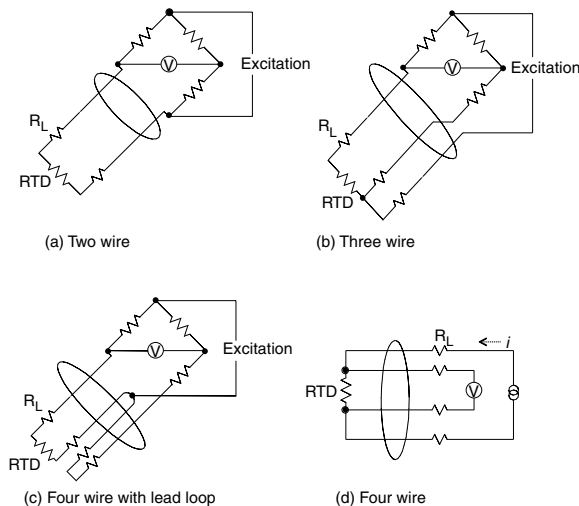 V
Excitation
R_L
RTD
(a) Two wire
V
Excitation
R_L
RTD
(b) Three wire
V
Excitation
R_L
RTD
(c) Four wire with lead loop
R_L
i
RTD
V
(d) Four wire